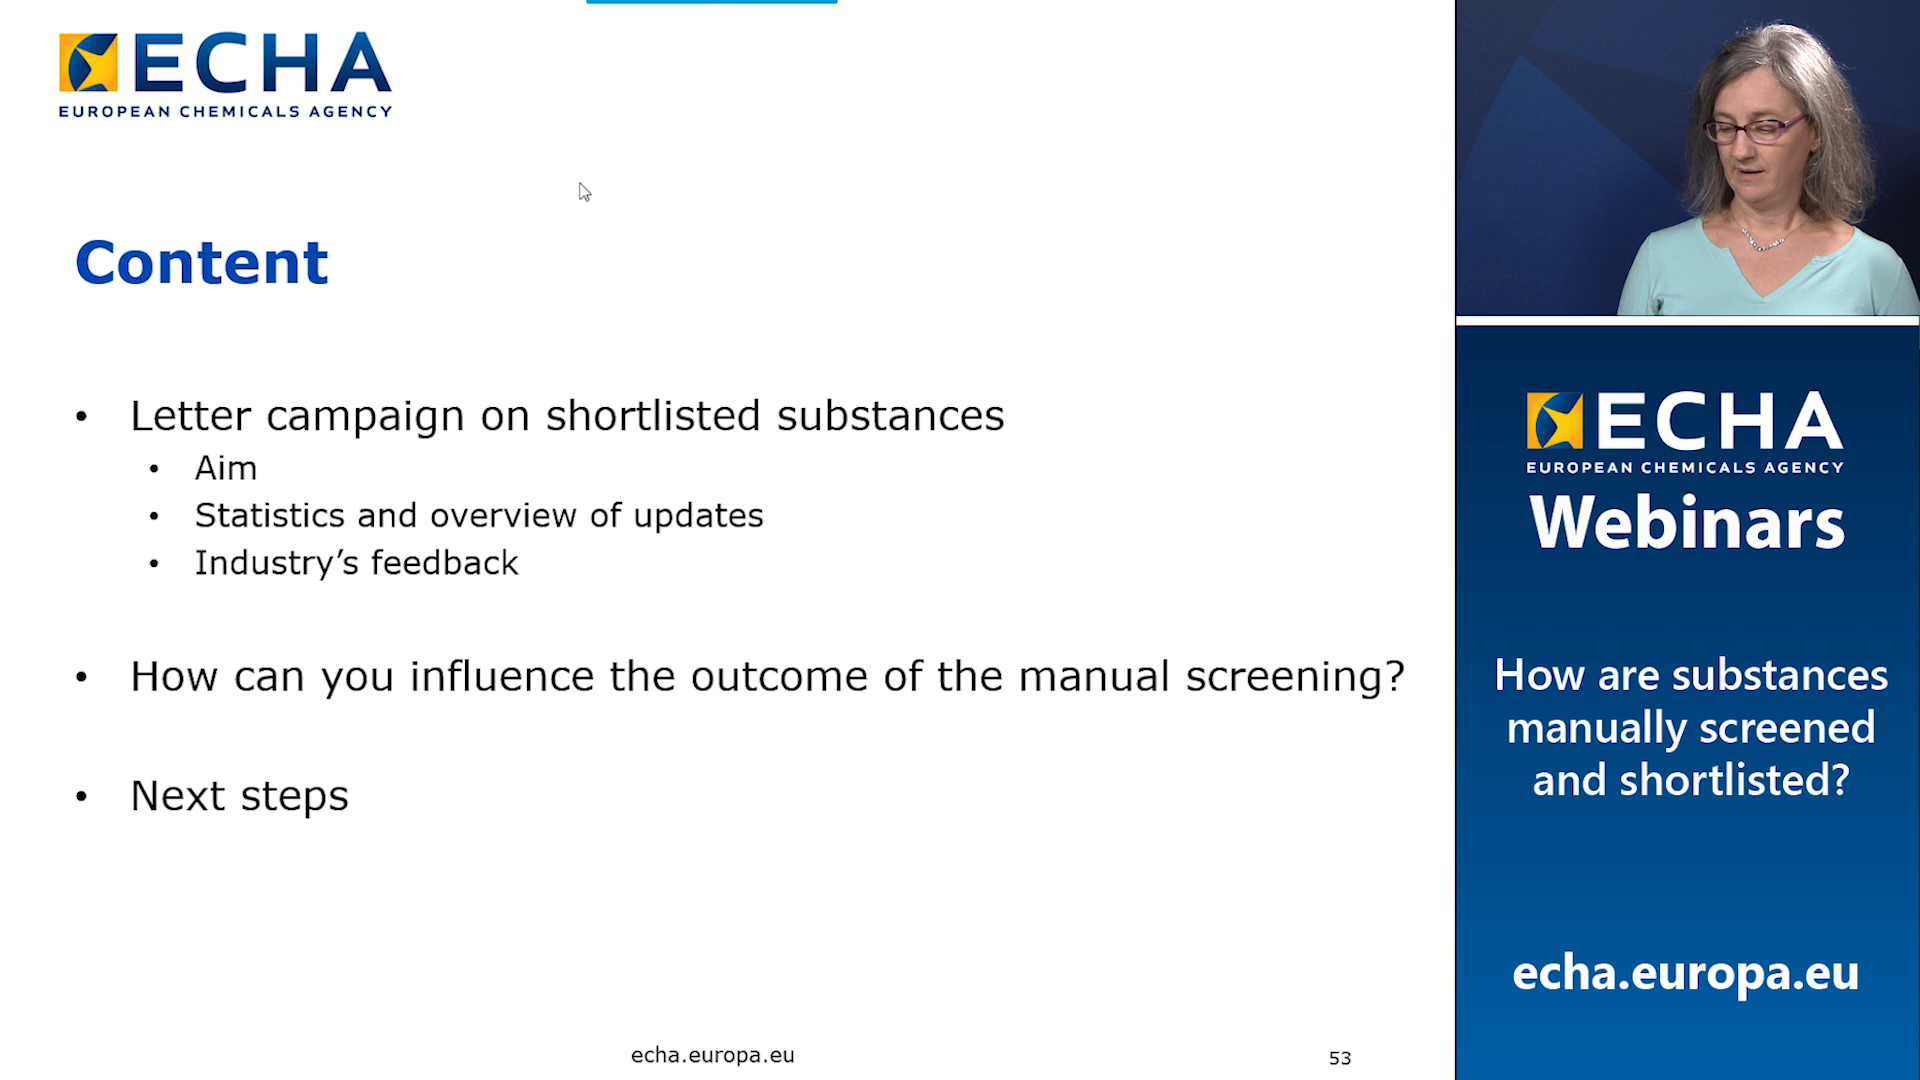 ECHA
EUROPEAN CHEMICALS AGENCY
Content
• Letter campaign on shortlisted substances
• Aim
• Statistics and overview of updates
• Industry’s feedback
• How can you influence the outcome of the manual screening?
• Next steps
echa.europa.eu
53
ECHA
EUROPEAN CHEMICALS AGENCY
Webinars
How are substances
manually screened
and shortlisted?
echa.europa.eu